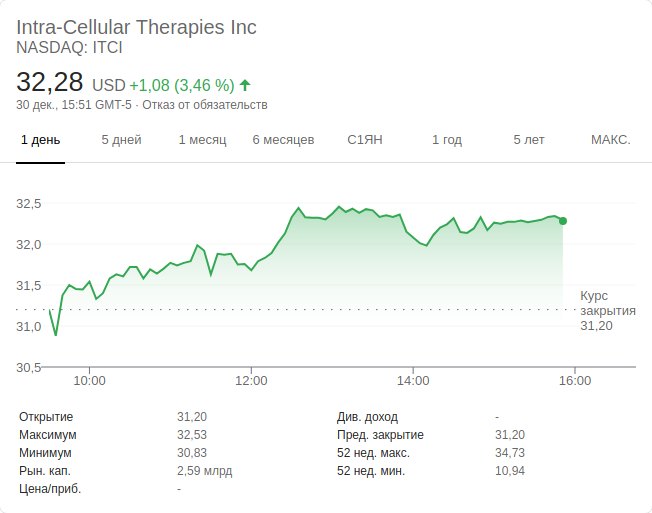 Intra-Cellular Therapies Inc
NASDAQ: ITCI
32,28 USD +1,08 (3,46 %)
30 дек., 15:51 GMT-5 · Отказ от обязательств
1 день 5 дней 1 месяц 6 месяцев С1ЯН 1 год 5 лет МАКС.
32,5
32,0
31,5
31,0
30,5
Курс
закрытия
31,20
10:00 12:00 14:00 16:00
Открытие 31,20 Див. доход -
Максимум 32,53 Пред. закрытие 31,20
Минимум 30,83 52 нед. макс. 34,73
Рын. кап. 2,59 млрд 52 нед. мин. 10,94
Цена/приб. -